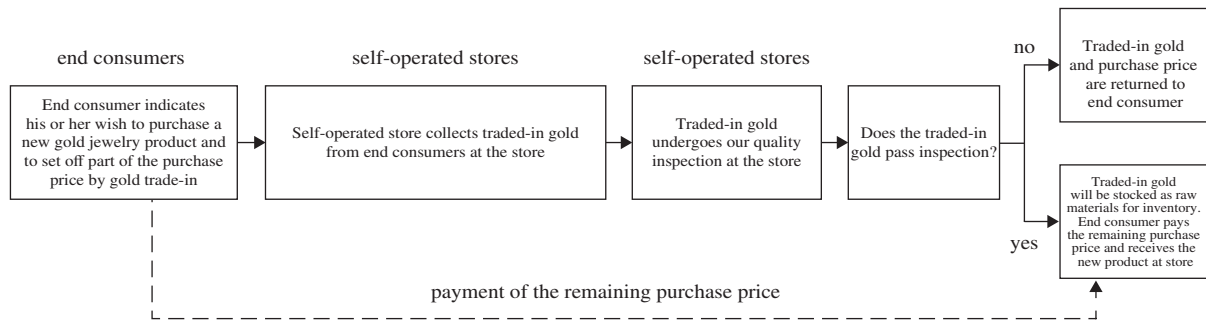 end consumers
End consumer indicates
his or her wish to purchase a
new gold jewelry product and
to set off part of the purchase
price by gold trade-in
self-operated stores
Self-operated store collects traded-in gold
from end consumers at the store
self-operated stores
Traded-in gold
undergoes our quality
inspection at the store
Does the traded-in
gold pass inspection?
no
Traded-in gold
and purchase price
are returned to
end consumer
yes
Traded-in gold
will be stocked as raw
materials for inventory.
End consumer pays
the remaining purchase
price and receives the
new product at store
payment of the remaining purchase price